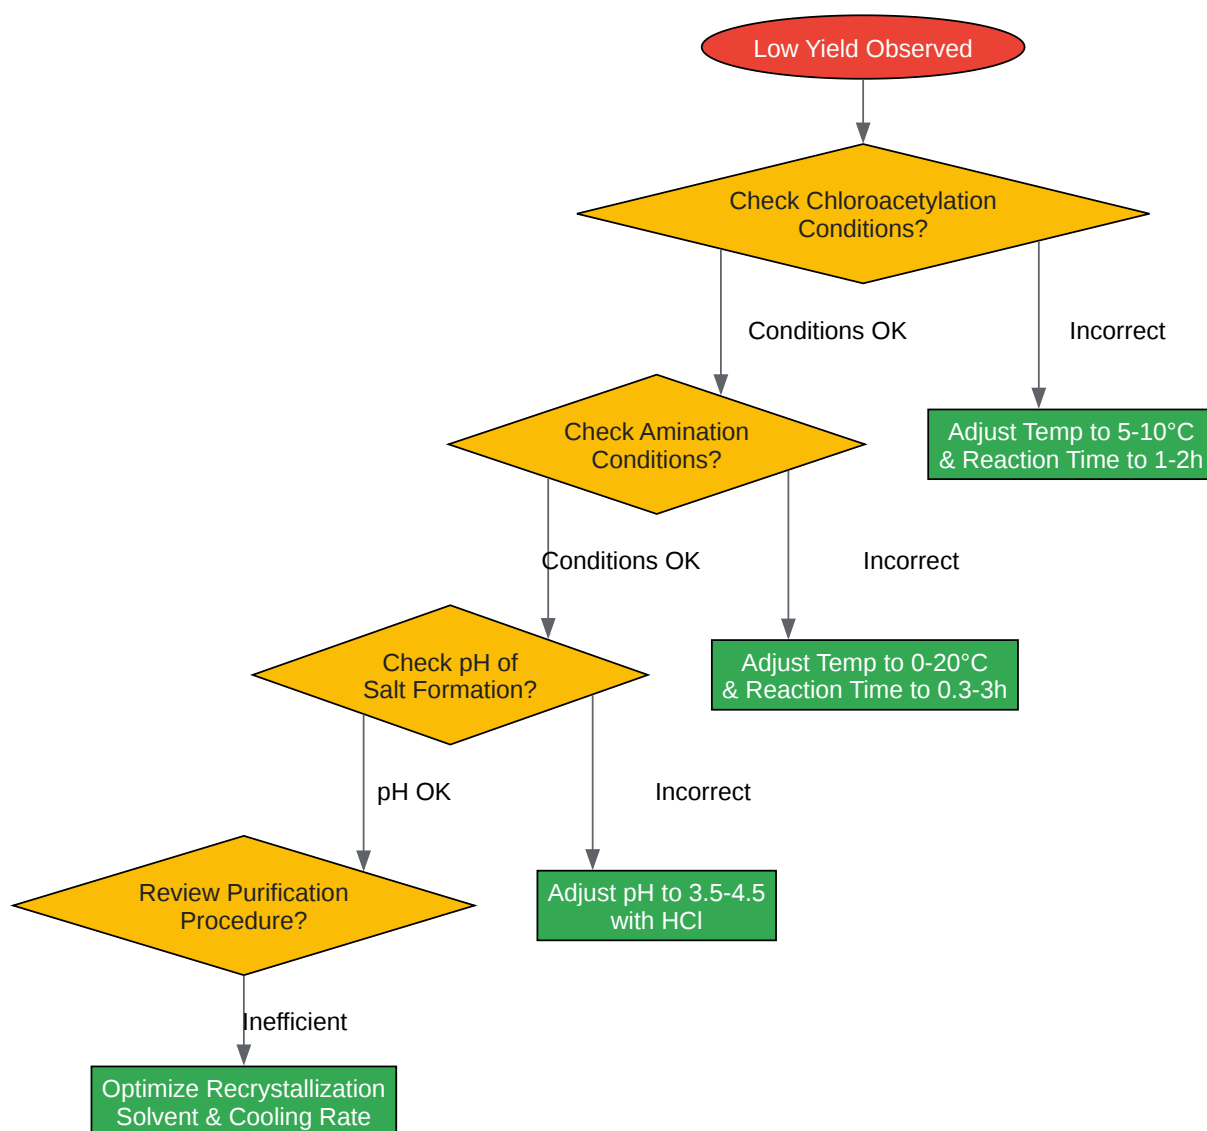 Low Yield Observed
Check Chloroacetylation
Conditions?
Conditions OK
Incorrect
Check Amination
Conditions?
Adjust Temp to 5-10°C
& Reaction Time to 1-2h
Conditions OK
Incorrect
Check pH of
Salt Formation?
Adjust Temp to 0-20°C
& Reaction Time to 0.3-3h
pH OK
Incorrect
Review Purification
Procedure?
Adjust pH to 3.5-4.5
with HCl
Inefficient
Optimize Recrystallization
Solvent & Cooling Rate